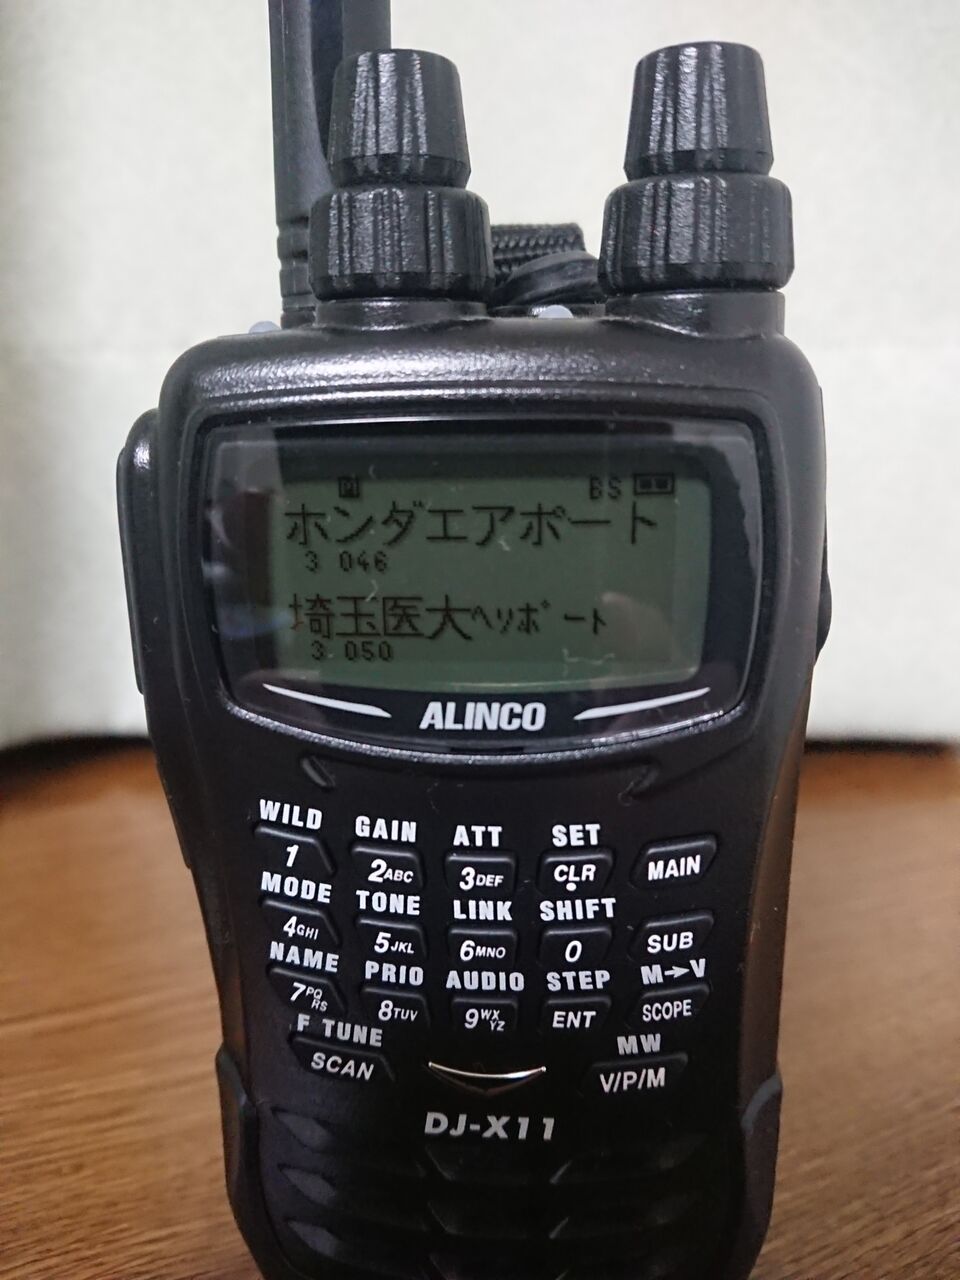 P BS
ホンダエアポート
3 046
埼玉医大ヘリポート
3 050
ALINCO
WILD GAIN ATT SET
1 2ABC 3DEF CLR MAIN
MODE TONE LINK SHIFT
4GHI 5JKL 6MNO 0 SUB
NAME PRIO AUDIO STEP M→V
7PQRS 8TUV 9WXYZ ENT SCOPE
F TUNE MW
SCAN V/P/M
DJ-X11